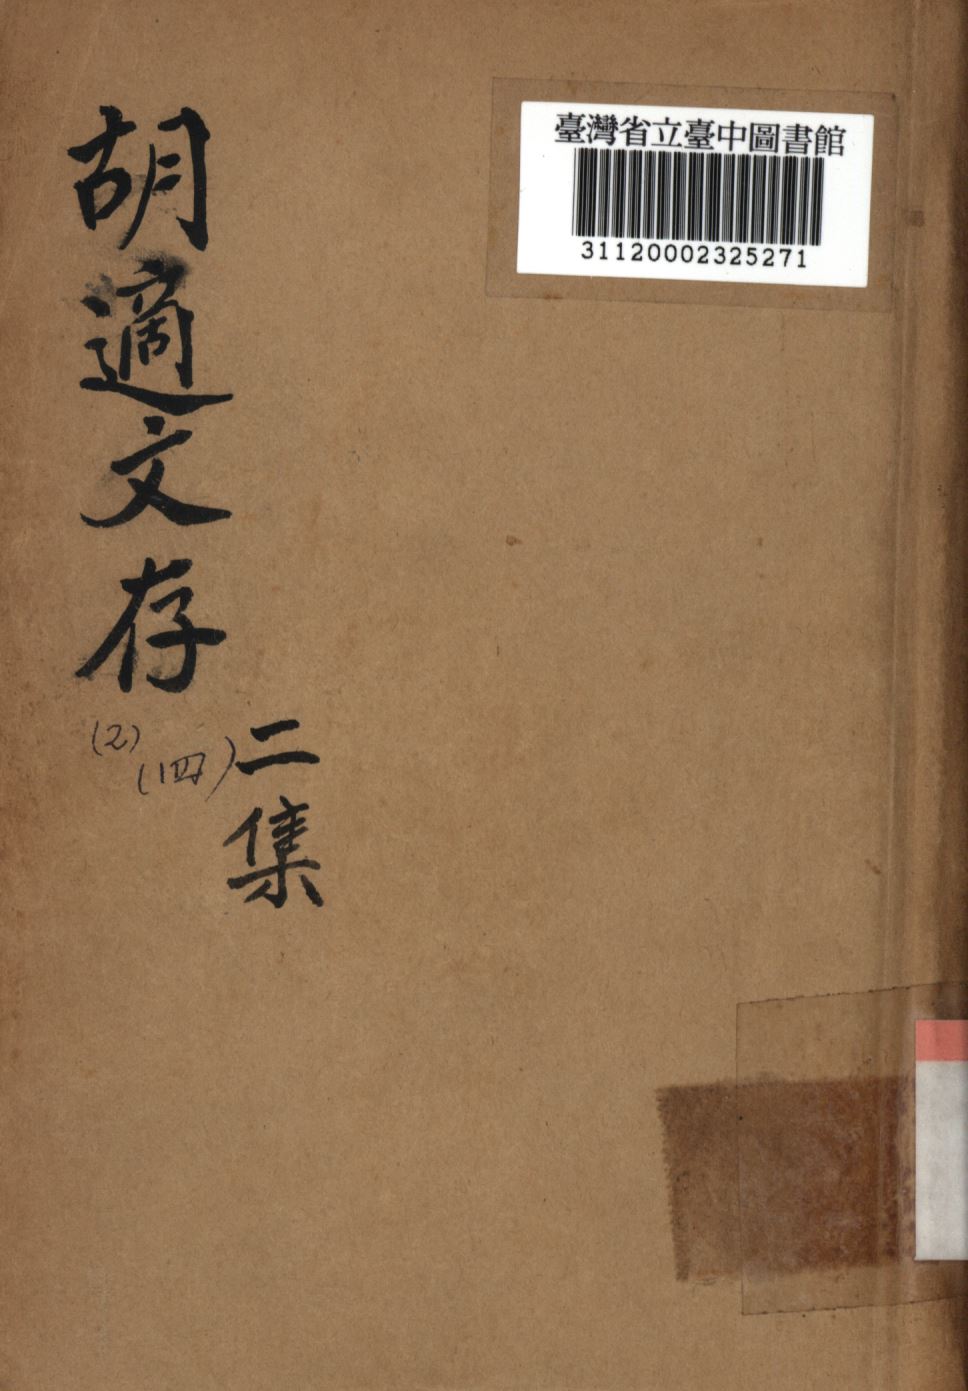 臺灣省立臺中圖書館
31120002325271
胡適文存
二集
(2)
(四)